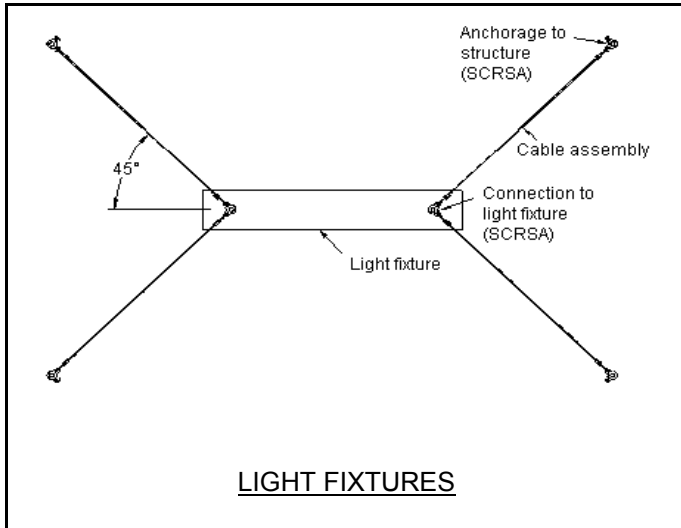 Anchorage to
structure
(SCRSA)
Cable assembly
45°
Connection to
light fixture
(SCRSA)
Light fixture
LIGHT FIXTURES